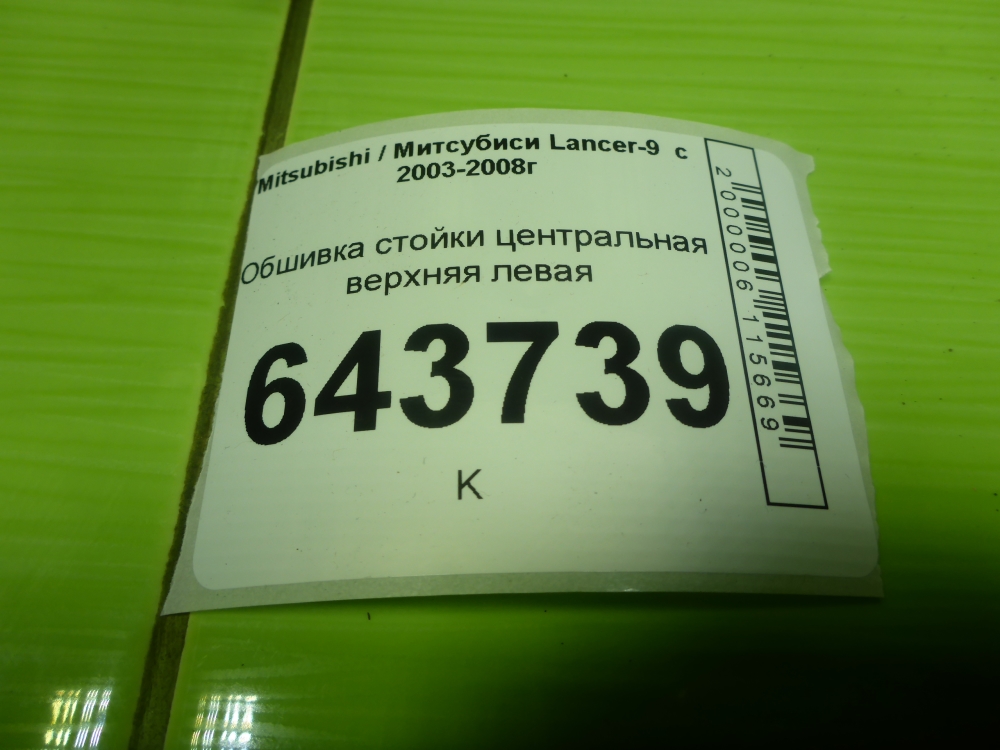 Mitsubishi / Митсубиси Lancer-9 с
2003-2008г
Обшивка стойки центральная
верхняя левая
643739
К
2000006115669